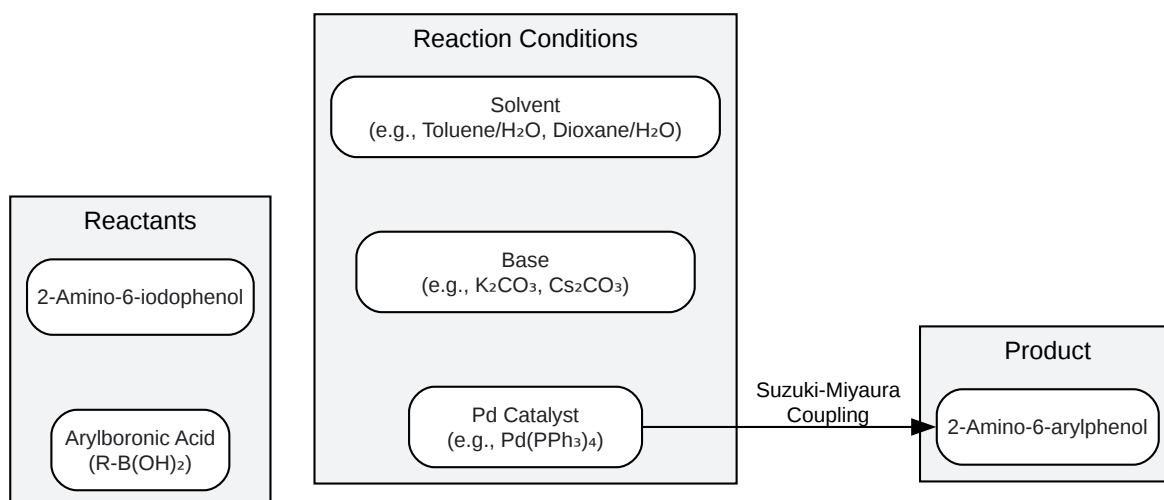 Reactants
2-Amino-6-iodophenol
Arylboronic Acid
(R-B(OH)₂)
Reaction Conditions
Solvent
(e.g., Toluene/H₂O, Dioxane/H₂O)
Base
(e.g., K₂CO₃, Cs₂CO₃)
Pd Catalyst
(e.g., Pd(PPh₃)₄)
Suzuki-Miyaura
Coupling
Product
2-Amino-6-arylphenol